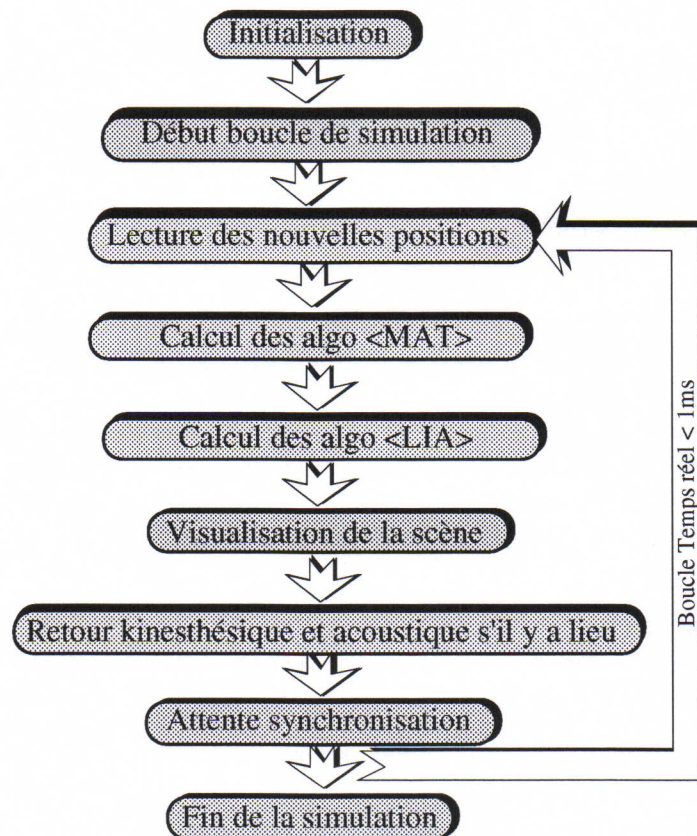 Initialisation
Début boucle de simulation
Lecture des nouvelles positions
Calcul des algo <MAT>
Calcul des algo <LIA>
Visualisation de la scène
Retour kinesthésique et acoustique s'il y a lieu
Attente synchronisation
Fin de la simulation
Boucle Temps réel < 1ms